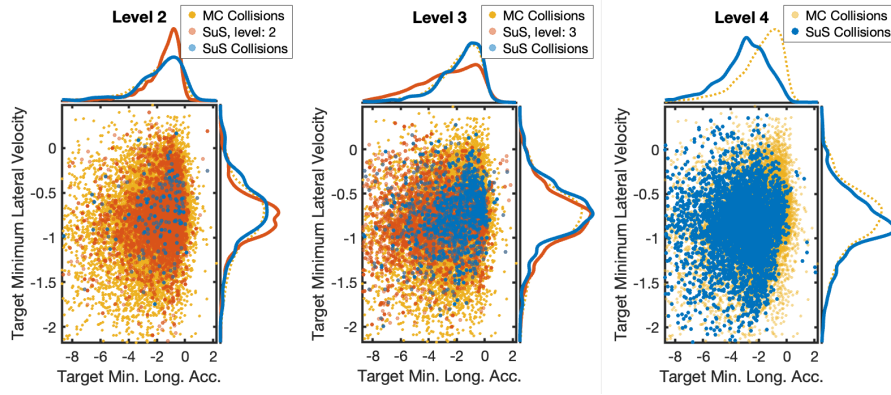 Level 2
MC Collisions
SuS, level: 2
SuS Collisions
Target Minimum Lateral Velocity
0
-0.5
-1
-1.5
-2
-8 -6 -4 -2 0 2
Target Min. Long. Acc.
Level 3
MC Collisions
SuS, level: 3
SuS Collisions
Target Minimum Lateral Velocity
0
-0.5
-1
-1.5
-2
-8 -6 -4 -2 0 2
Target Min. Long. Acc.
Level 4
MC Collisions
SuS Collisions
Target Minimum Lateral Velocity
0
-0.5
-1
-1.5
-2
-8 -6 -4 -2 0 2
Target Min. Long. Acc.